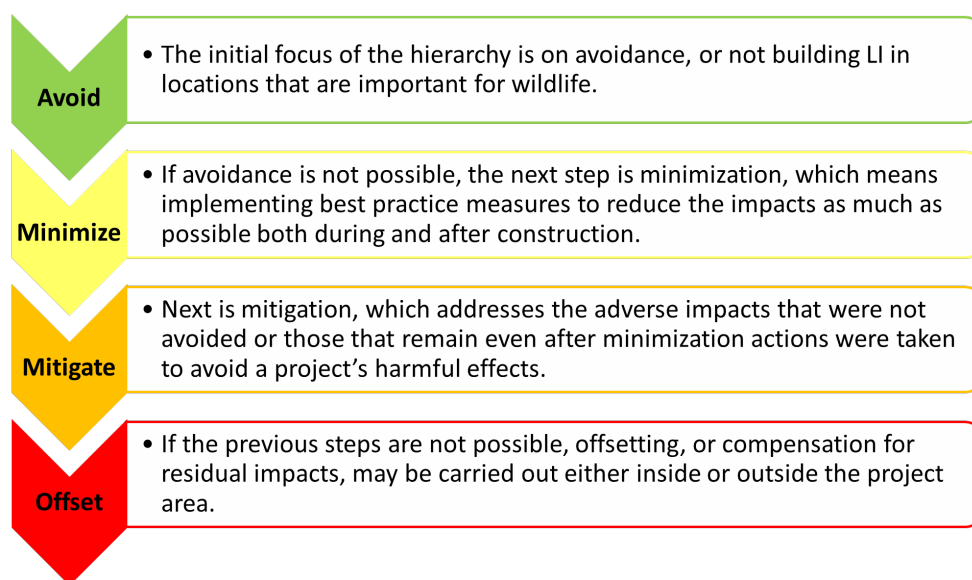 Avoid
• The initial focus of the hierarchy is on avoidance, or not building LI in
locations that are important for wildlife.
Minimize
• If avoidance is not possible, the next step is minimization, which means
implementing best practice measures to reduce the impacts as much as
possible both during and after construction.
Mitigate
• Next is mitigation, which addresses the adverse impacts that were not
avoided or those that remain even after minimization actions were taken
to avoid a project’s harmful effects.
Offset
• If the previous steps are not possible, offsetting, or compensation for
residual impacts, may be carried out either inside or outside the project
area.